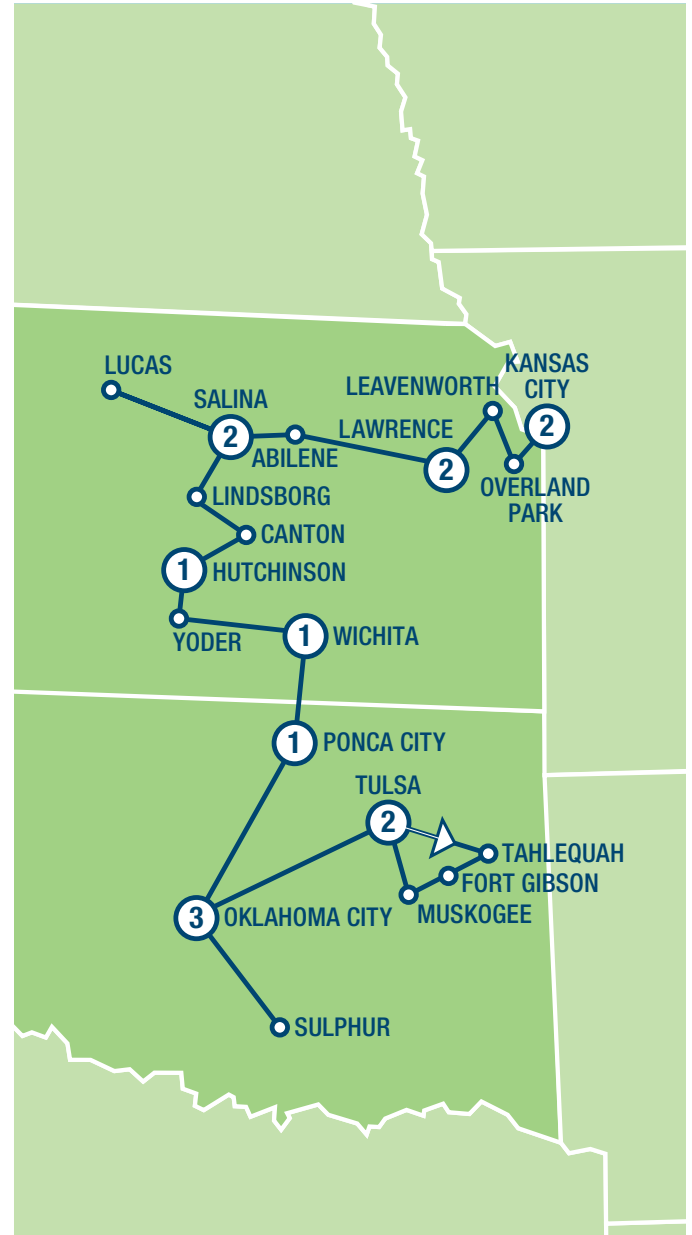 LUCAS
KANSAS
CITY
2
LEAVENWORTH
SALINA
2
ABILENE
LAWRENCE
2
OVERLAND
PARK
LINDSBORG
CANTON
1
HUTCHINSON
YODER
1
WICHITA
1
PONCA CITY
TULSA
2
TAHLEQUAH
FORT GIBSON
MUSKOGEE
3
OKLAHOMA CITY
SULPHUR